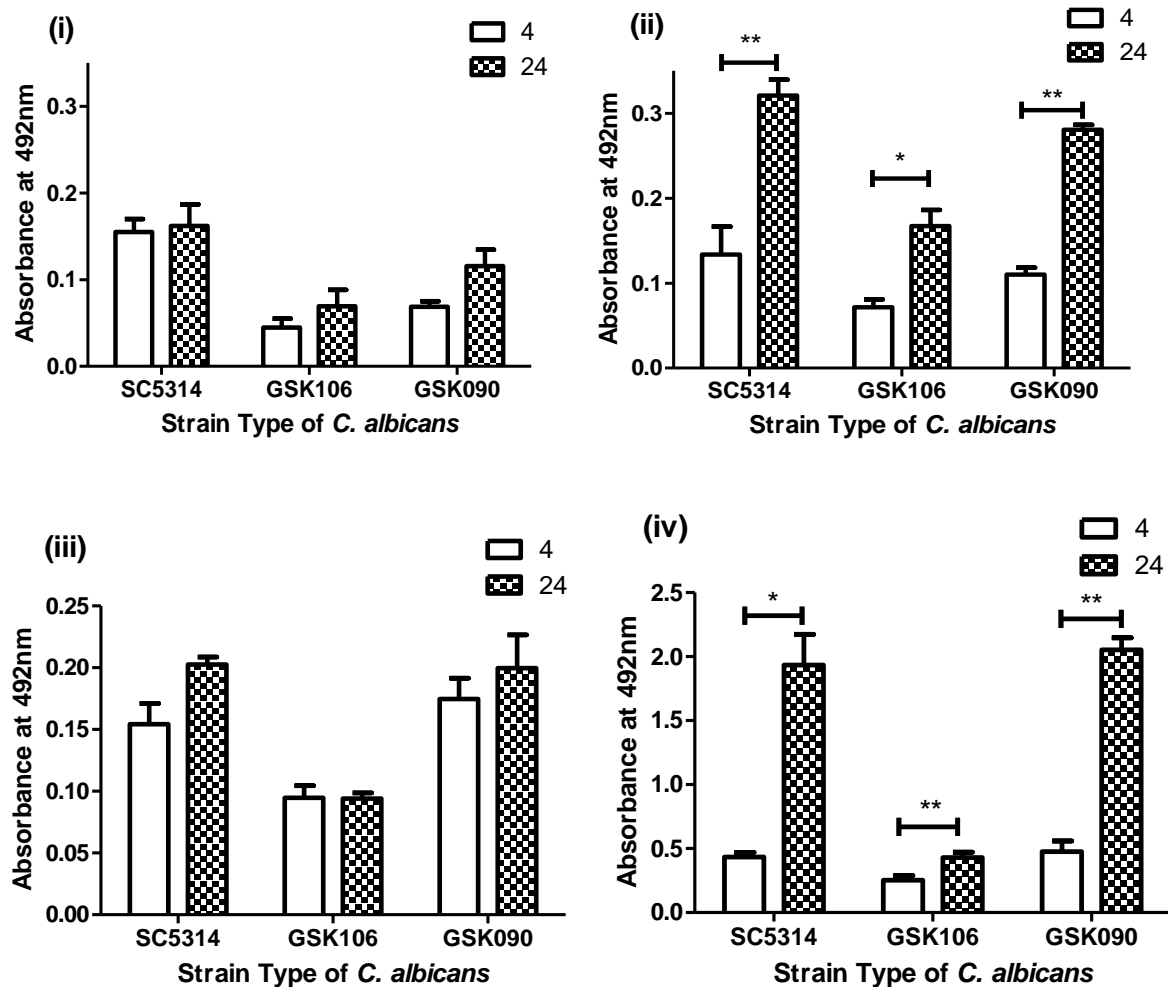 (i)
4
24
Absorbance at 492nm
0.3
0.2
0.1
0.0
SC5314 GSK106 GSK090
Strain Type of C. albicans
(ii)
4
24
Absorbance at 492nm
0.3
0.2
0.1
0.0
** * **
SC5314 GSK106 GSK090
Strain Type of C. albicans
(iii)
4
24
Absorbance at 492nm
0.25
0.20
0.15
0.10
0.05
0.00
SC5314 GSK106 GSK090
Strain Type of C. albicans
(iv)
4
24
Absorbance at 492nm
2.5
2.0
1.5
1.0
0.5
0.0
* ** **
SC5314 GSK106 GSK090
Strain Type of C. albicans